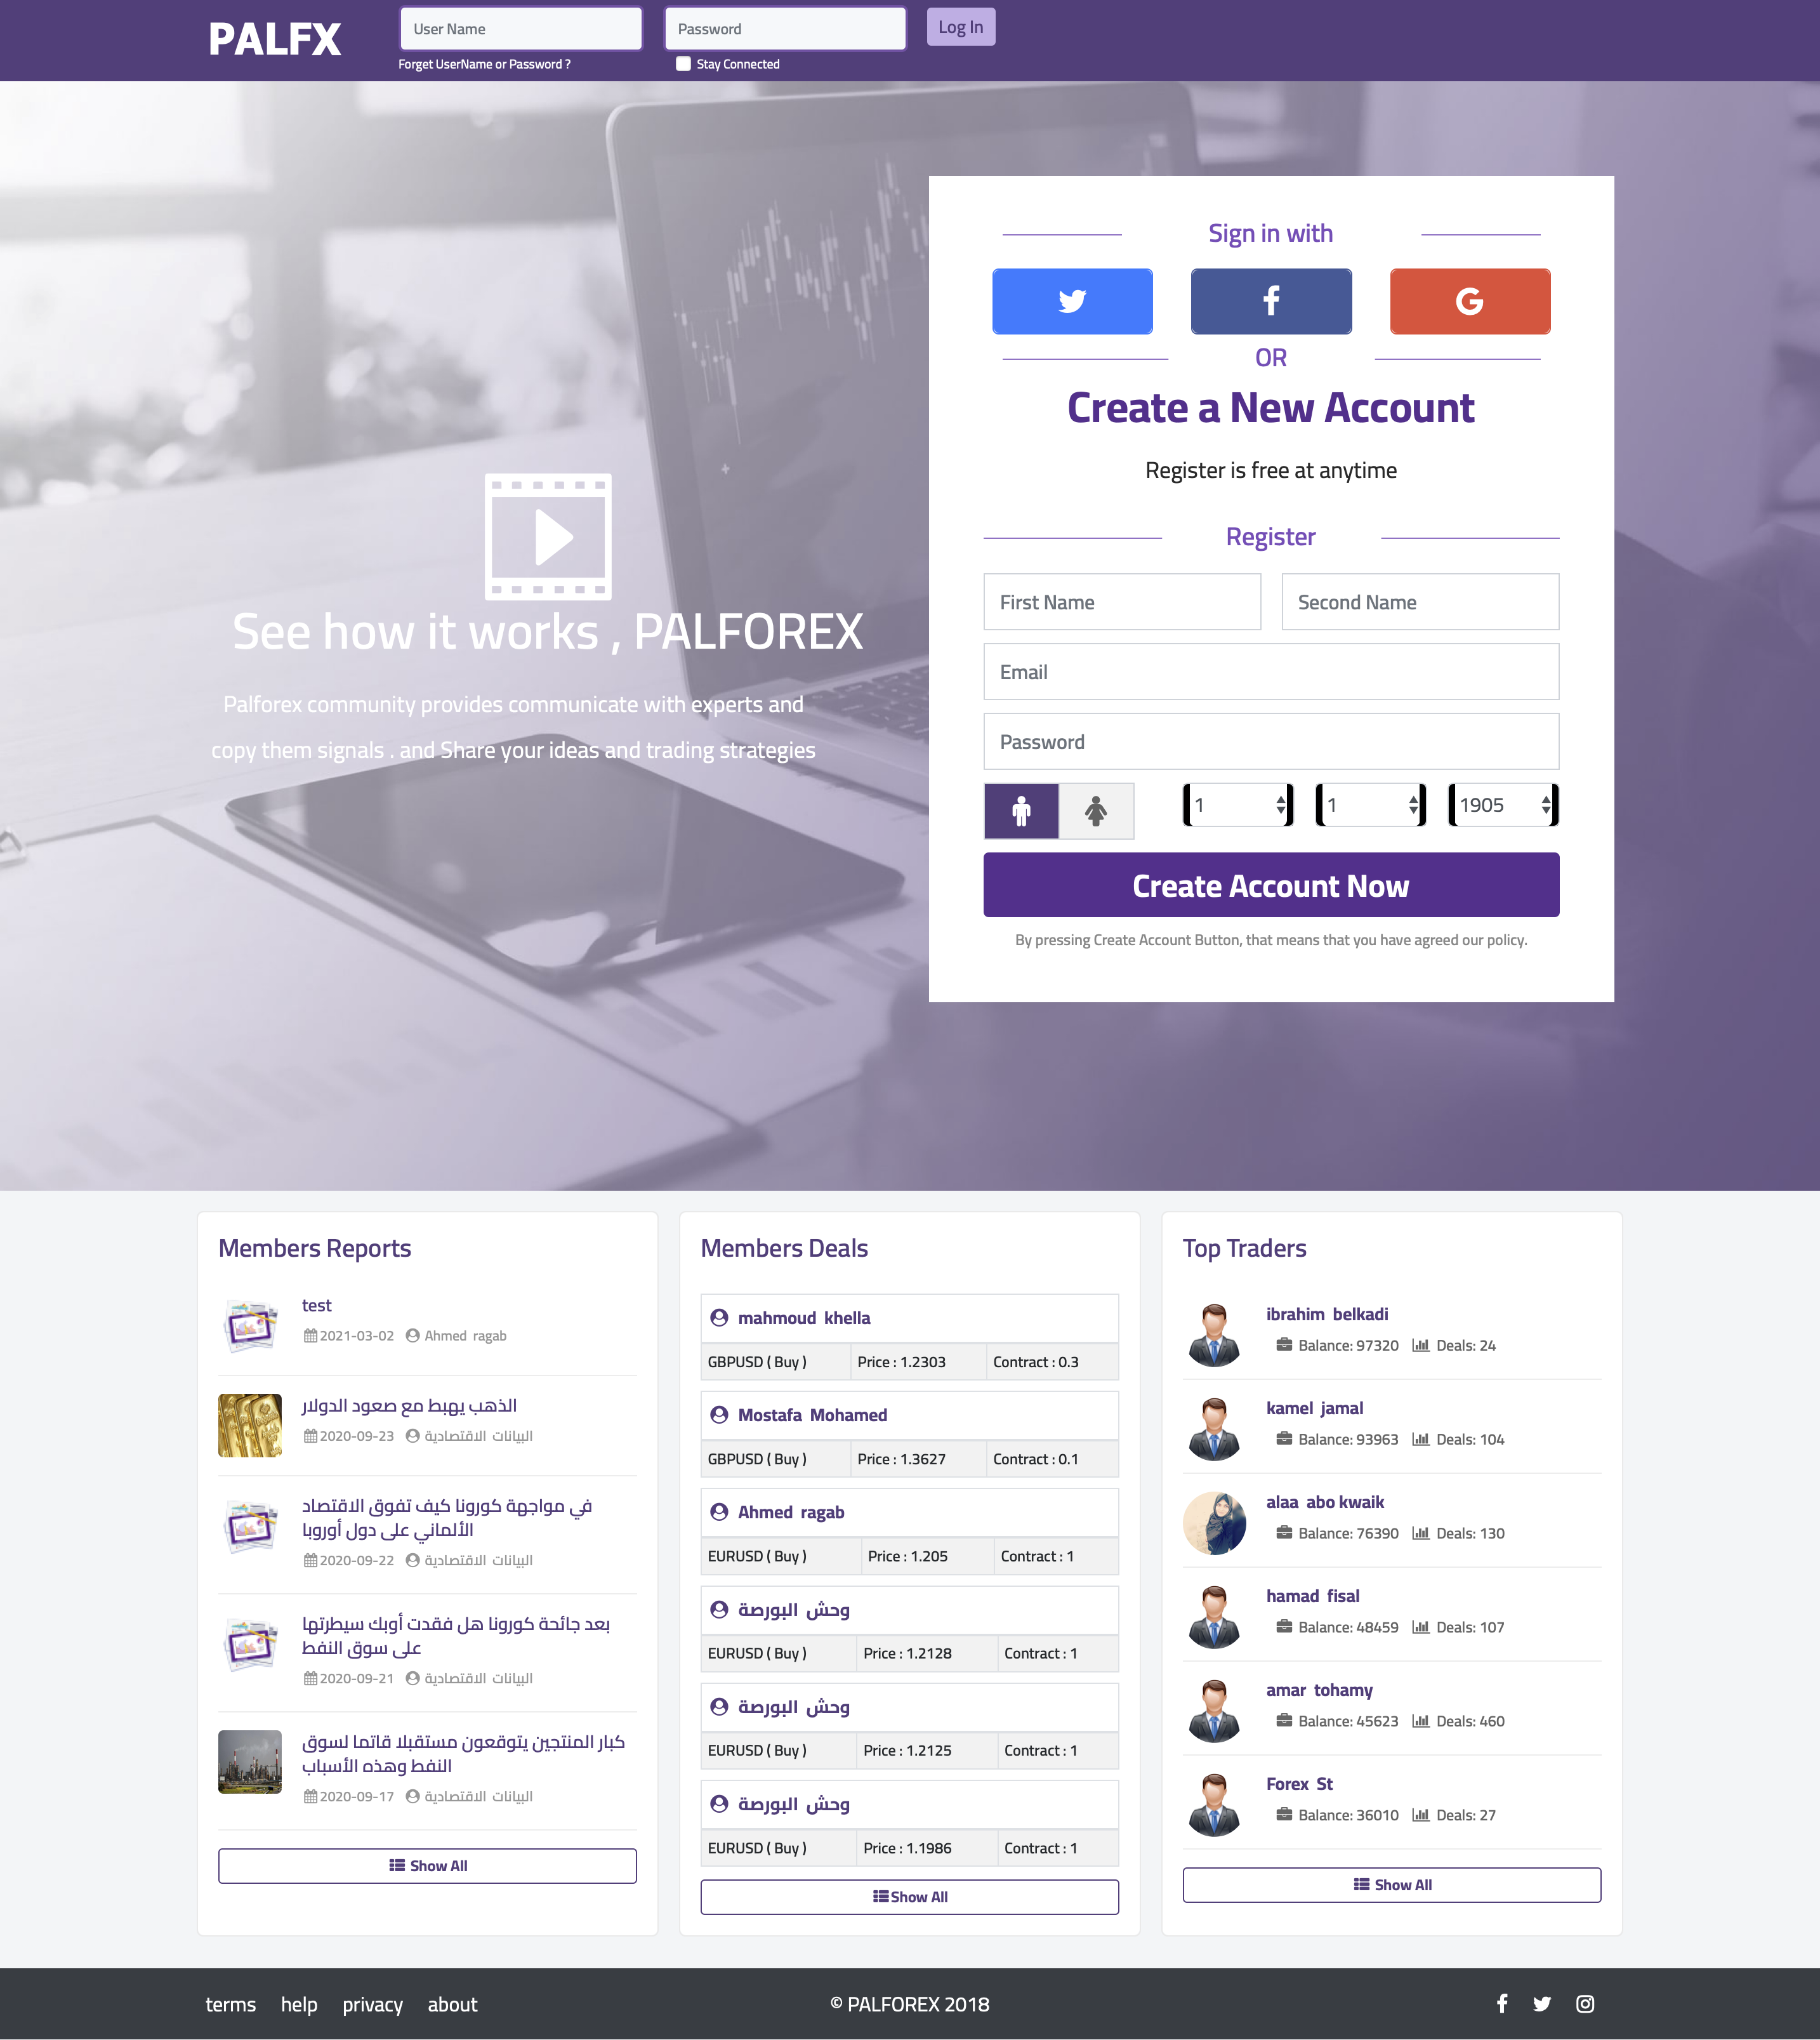 PALFX
User Name
Password
Log In
Forget UserName or Password ?
Stay Connected
Sign in with
OR
Create a New Account
Register is free at anytime
Register
First Name
Second Name
Email
Password
1
1
1905
Create Account Now
By pressing Create Account Button, that means that you have agreed our policy.
See how it works , PALFOREX
Palforex community provides communicate with experts and
copy them signals . and Share your ideas and trading strategies
Members Reports
test
2021-03-02 Ahmed ragab
الذهب يهبط مع صعود الدولار
2020-09-23 البيانات الاقتصادية
في مواجهة كورونا كيف تفوق الاقتصاد
الألماني على دول أوروبا
2020-09-22 البيانات الاقتصادية
بعد جائحة كورونا هل فقدت أوبك سيطرتها
على سوق النفط
2020-09-21 البيانات الاقتصادية
كبار المنتجين يتوقعون مستقبلا قاتما لسوق
النفط وهذه الأسباب
2020-09-17 البيانات الاقتصادية
Show All
Members Deals
mahmoud khella
GBPUSD ( Buy ) Price : 1.2303 Contract : 0.3
Mostafa Mohamed
GBPUSD ( Buy ) Price : 1.3627 Contract : 0.1
Ahmed ragab
EURUSD ( Buy ) Price : 1.205 Contract : 1
وحش البورصة
EURUSD ( Buy ) Price : 1.2128 Contract : 1
وحش البورصة
EURUSD ( Buy ) Price : 1.2125 Contract : 1
وحش البورصة
EURUSD ( Buy ) Price : 1.1986 Contract : 1
Show All
Top Traders
ibrahim belkadi
Balance: 97320 Deals: 24
kamel jamal
Balance: 93963 Deals: 104
alaa abo kwaik
Balance: 76390 Deals: 130
hamad fisal
Balance: 48459 Deals: 107
amar tohamy
Balance: 45623 Deals: 460
Forex St
Balance: 36010 Deals: 27
Show All
terms help privacy about
© PALFOREX 2018